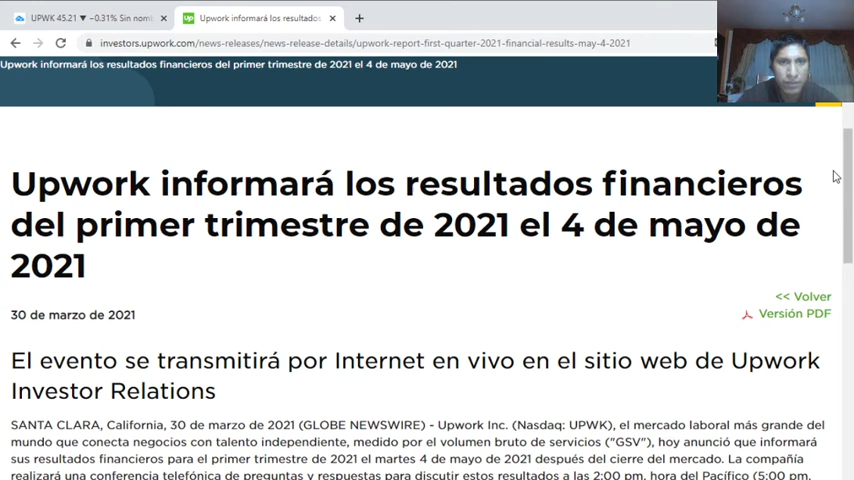 UPWK 45.21 ▼ −0.31% Sin nomb
Upwork informará los resultados
investors.upwork.com/news-releases/news-release-details/upwork-report-first-quarter-2021-financial-results-may-4-2021
Upwork informará los resultados financieros del primer trimestre de 2021 el 4 de mayo de 2021
Upwork informará los resultados financieros
del primer trimestre de 2021 el 4 de mayo de
2021
<< Volver
30 de marzo de 2021
Versión PDF
El evento se transmitirá por Internet en vivo en el sitio web de Upwork
Investor Relations
SANTA CLARA, California, 30 de marzo de 2021 (GLOBE NEWSWIRE) - Upwork Inc. (Nasdaq: UPWK), el mercado laboral más grande del
mundo que conecta negocios con talento independiente, medido por el volumen bruto de servicios ("GSV"), hoy anunció que informará
sus resultados financieros para el primer trimestre de 2021 el martes 4 de mayo de 2021 después del cierre del mercado. La compañía
realizará una conferencia telefónica de preguntas y respuestas para discutir estos resultados a las 2:00 pm, hora del Pacífico (5:00 pm,